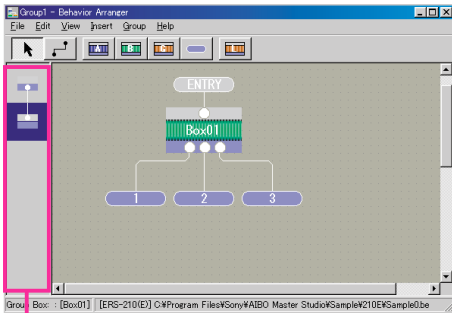 Group1 - Behavior Arranger
File Edit View Insert Group Help
A B C L
ENTRY
Box01
1 2 3
Group Box: : [Box01] [ERS-210(E)] C:¥Program Files¥Sony¥AIBO Master Studio¥Sample¥210E¥Sample0.be